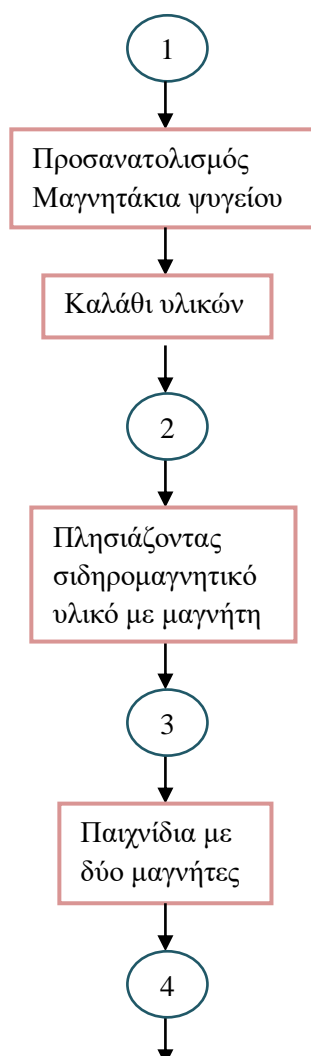 1
Προσανατολισμός
Μαγνητάκια ψυγείου
Καλάθι υλικών
2
Πλησιάζοντας
σιδηρομαγνητικό
υλικό με μαγνήτη
3
Παιχνίδια με
δύο μαγνήτες
4